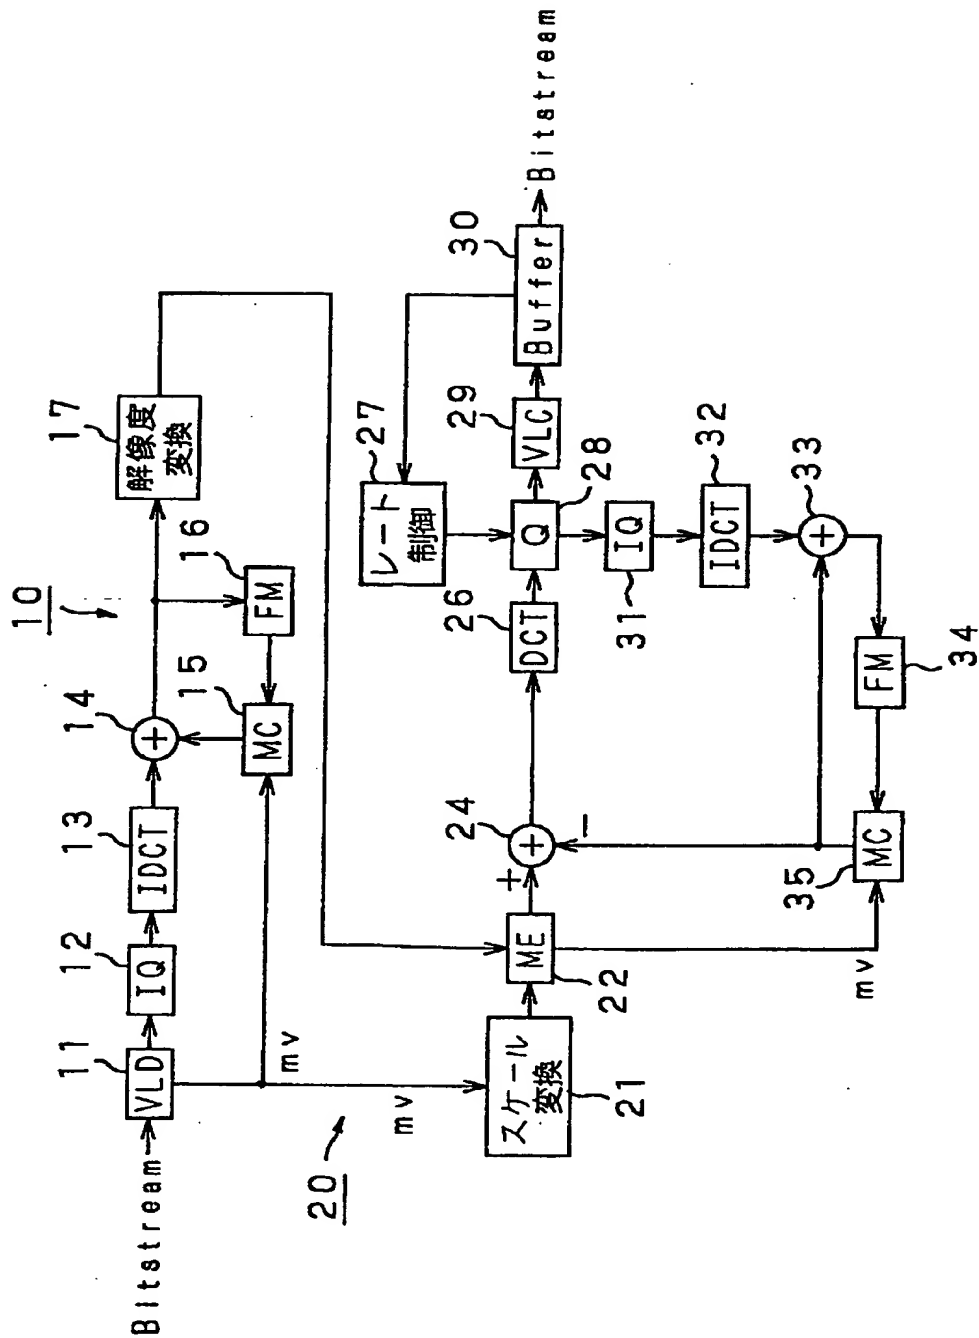 10
Bitstream
VLD
11
IQ
12
IDCT
13
+
14
MC
15
FM
16
解像度
変換
17
mv
mv
20
スケール
変換
21
ME
22
+
+
24
−
DCT
26
レート
制御
27
Q
28
VLC
29
Buffer
30
Bitstream
IQ
31
IDCT
32
+
33
FM
34
MC
35
mv